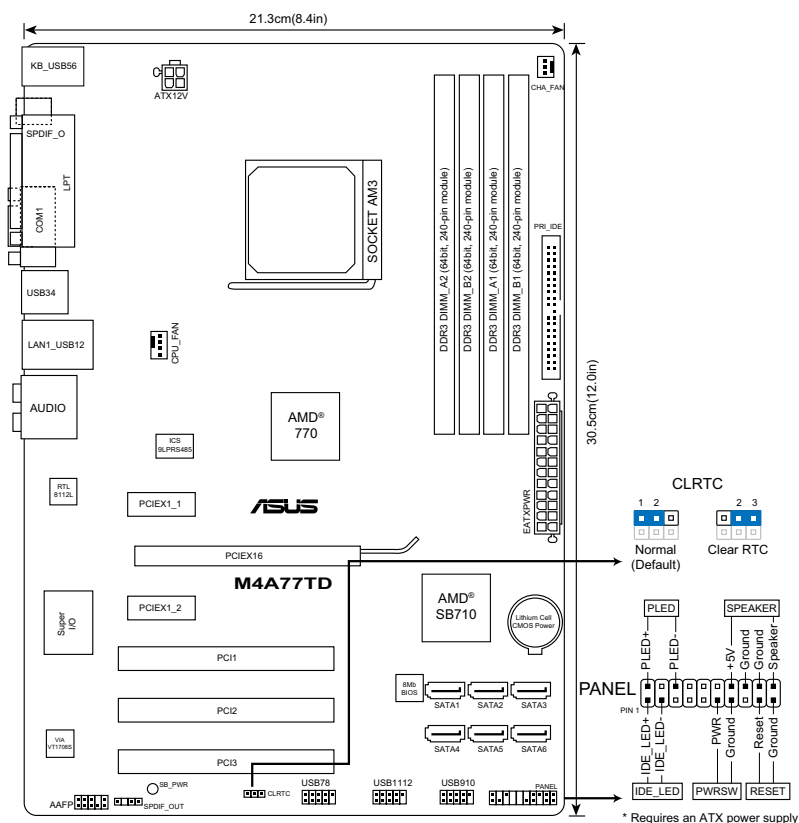 21.3cm(8.4in)
KB_USB56
ATX12V
CHA_FAN
SPDIF_O
LPT
COM1
SOCKET AM3
DDR3 DIMM_A2 (64bit, 240-pin module)
DDR3 DIMM_B2 (64bit, 240-pin module)
DDR3 DIMM_A1 (64bit, 240-pin module)
DDR3 DIMM_B1 (64bit, 240-pin module)
PRI_IDE
30.5cm(12.0in)
USB34
LAN1_USB12
CPU_FAN
AUDIO
AMD®
770
ICS
9LPRS485
RTL
8112L
PCIEX1_1
ASUS
EATXPWR
PCIEX16
M4A77TD
Super
I/O
PCIEX1_2
AMD®
SB710
Lithium Cell
CMOS Power
PCI1
8Mb
BIOS
SATA1
SATA2
SATA3
PCI2
SATA4
SATA5
SATA6
VIA
VT1708S
PCI3
SB_PWR
CLRTC
USB78
USB1112
USB910
PANEL
AAFP
SPDIF_OUT
CLRTC
1 2
2 3
Normal
(Default)
Clear RTC
PLED
SPEAKER
PLED+
PLED-
+5V
Ground
Ground
Speaker-
PANEL
PIN 1
IDE_LED+
IDE_LED-
PWR
Ground
Reset
Ground
IDE_LED
PWRSW
RESET
* Requires an ATX power supply